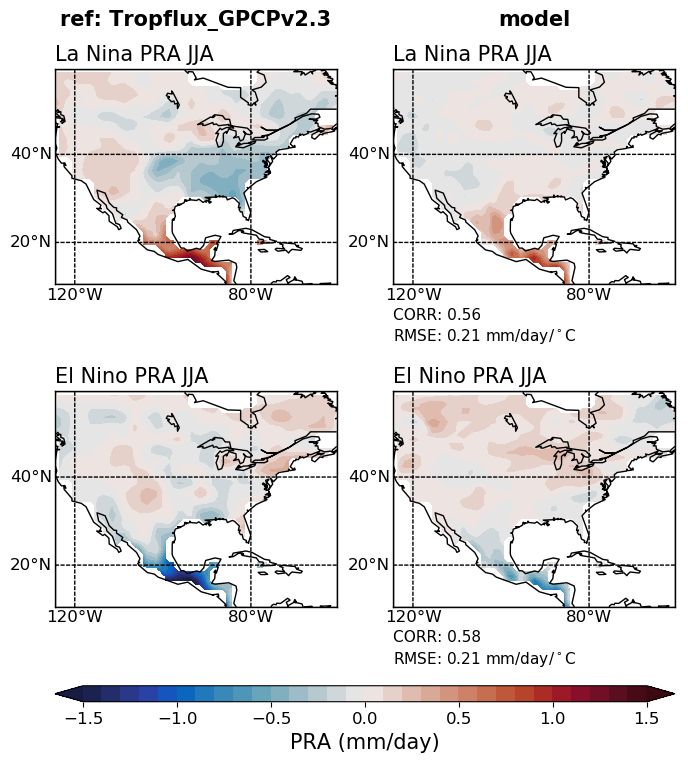 ref: Tropflux_GPCPv2.3
model
La Nina PRA JJA
La Nina PRA JJA
40°N
20°N
40°N
20°N
120°W
80°W
120°W
80°W
CORR: 0.56
RMSE: 0.21 mm/day/°C
El Nino PRA JJA
El Nino PRA JJA
40°N
20°N
40°N
20°N
120°W
80°W
120°W
80°W
CORR: 0.58
RMSE: 0.21 mm/day/°C
−1.5 −1.0 −0.5 0.0 0.5 1.0 1.5
PRA (mm/day)